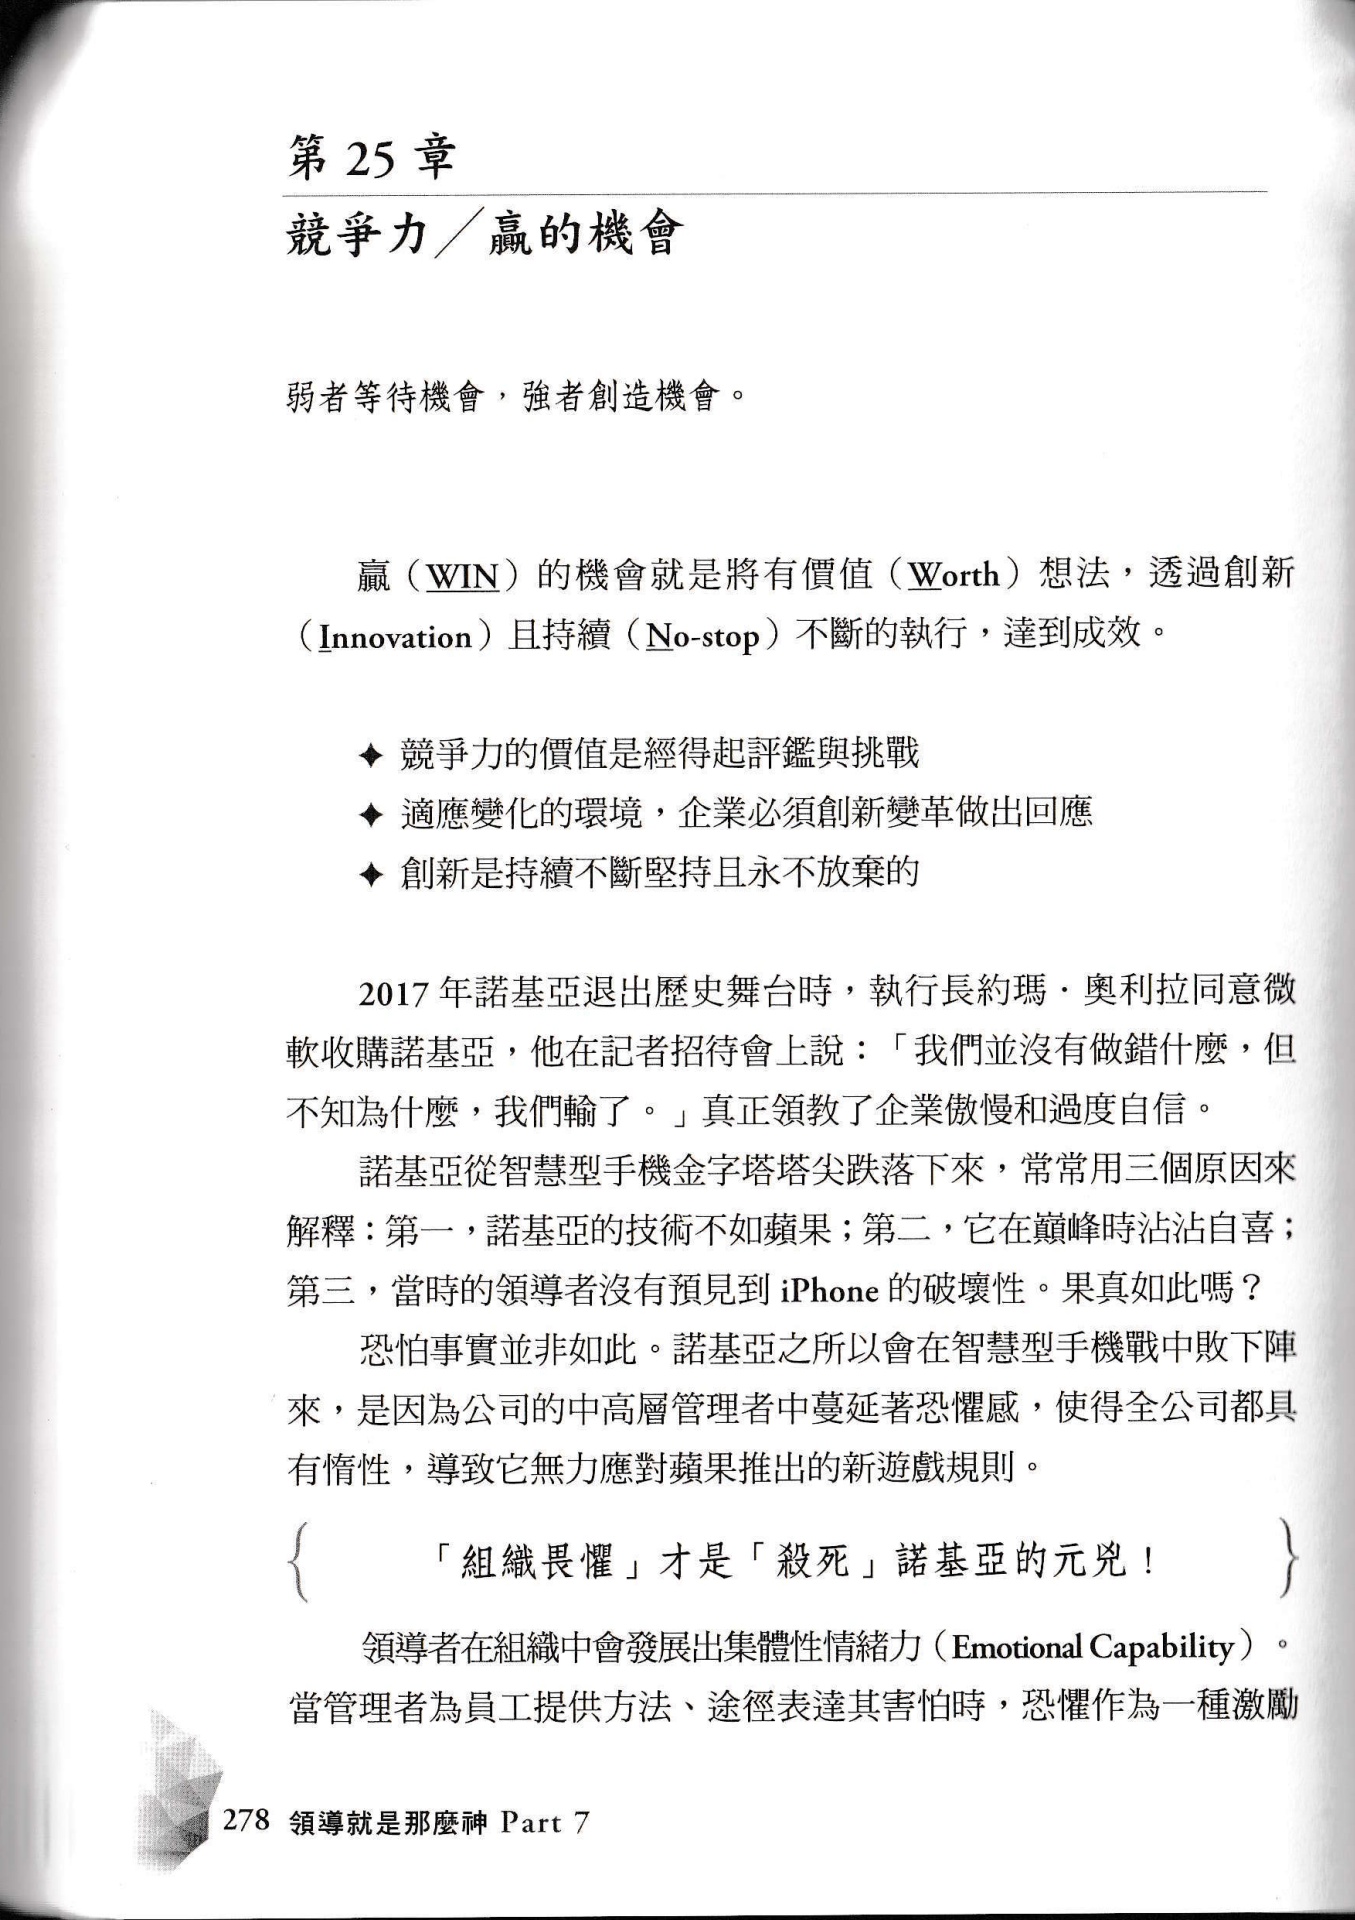 第 25 章
競爭力／贏的機會
弱者等待機會，強者創造機會。
贏（WIN）的機會就是將有價值（Worth）想法，透過創新
（Innovation）且持續（No-stop）不斷的執行，達到成效。
✦ 競爭力的價值是經得起評鑑與挑戰
✦ 適應變化的環境，企業必須創新變革做出回應
✦ 創新是持續不斷堅持且永不放棄的
2017 年諾基亞退出歷史舞台時，執行長約瑪．奧利拉同意微
軟收購諾基亞，他在記者招待會上說：「我們並沒有做錯什麼，但
不知為什麼，我們輸了。」真正領教了企業傲慢和過度自信。
諾基亞從智慧型手機金字塔塔尖跌落下來，常常用三個原因來
解釋：第一，諾基亞的技術不如蘋果；第二，它在巔峰時沾沾自喜；
第三，當時的領導者沒有預見到 iPhone 的破壞性。果真如此嗎？
恐怕事實並非如此。諾基亞之所以會在智慧型手機戰中敗下陣
來，是因為公司的中高層管理者中蔓延著恐懼感，使得全公司都具
有惰性，導致它無力應對蘋果推出的新遊戲規則。
｛「組織畏懼」才是「殺死」諾基亞的元兇！｝
領導者在組織中會發展出集體性情緒力（Emotional Capability）。
當管理者為員工提供方法、途徑表達其害怕時，恐懼作為一種激勵
278 領導就是那麼神 Part 7